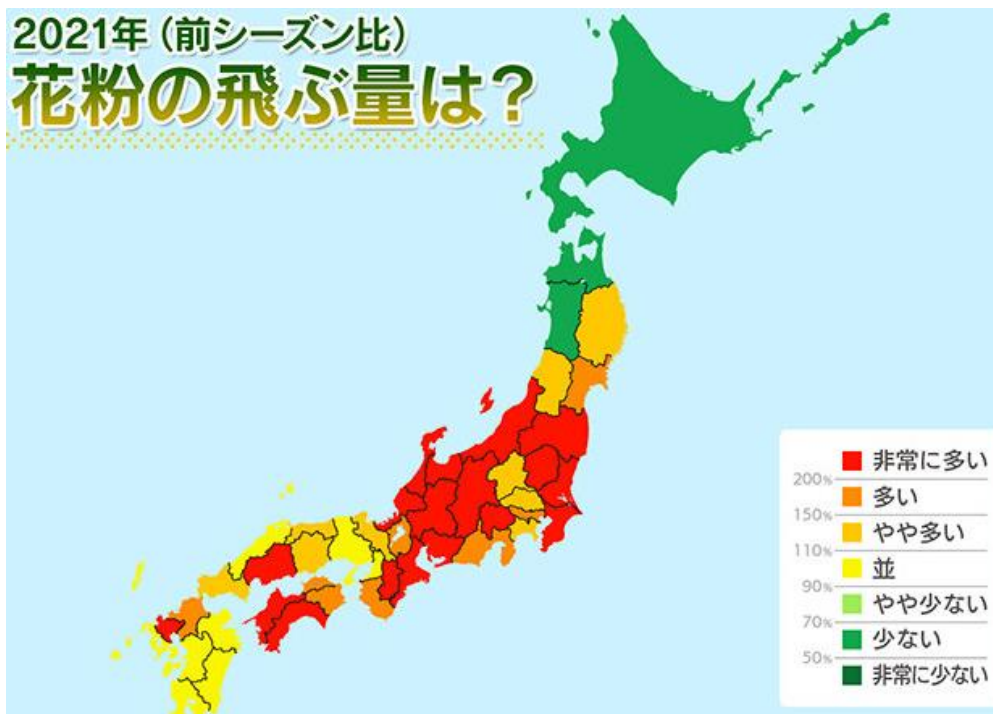 2021年（前シーズン比）
花粉の飛ぶ量は？
非常に多い
200%
多い
150%
やや多い
110%
並
90%
やや少ない
70%
少ない
50%
非常に少ない